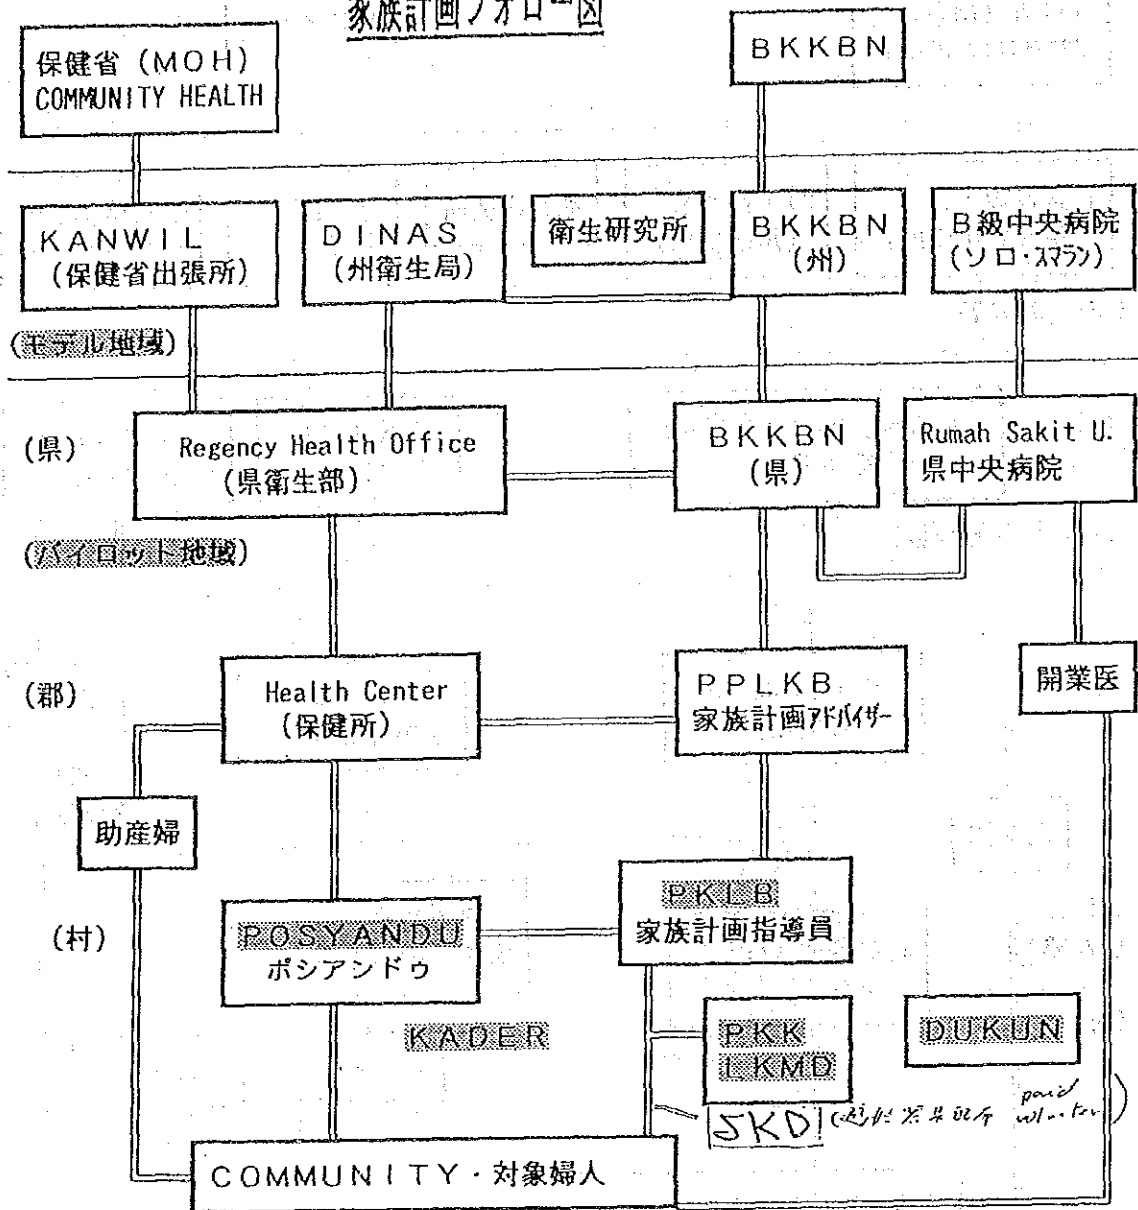 家族計画フォロー図
保健省 (MOH)
COMMUNITY HEALTH
BKKBN
KANWIL
(保健省出張所)
DINAS
(州衛生局)
衛生研究所
BKKBN
(州)
B級中央病院
(ソロ・スマラン)
(モデル地域)
(県)
Regency Health Office
(県衛生部)
BKKBN
(県)
Rumah Sakit U.
県中央病院
(パイロット地域)
(郡)
Health Center
(保健所)
PPLKB
家族計画アドバイザー
開業医
助産婦
(村)
POSYANDU
ポシアンドゥ
PKLB
家族計画指導員
KADER
PKK
LKMD
DUKUN
SKD
paid
COMMUNITY・対象婦人